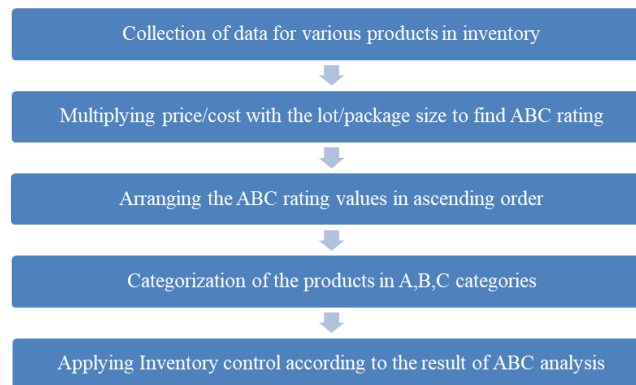 Collection of data for various products in inventory
Multiplying price/cost with the lot/package size to find ABC rating
Arranging the ABC rating values in ascending order
Categorization of the products in A,B,C categories
Applying Inventory control according to the result of ABC analysis